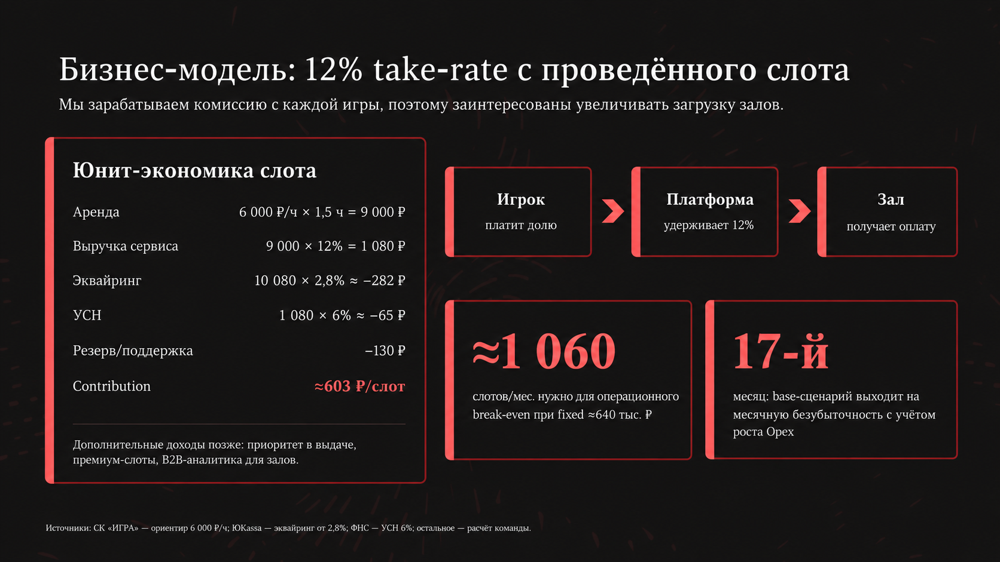 Бизнес-модель: 12% take-rate с проведённого слота
Мы зарабатываем комиссию с каждой игры, поэтому заинтересованы увеличивать загрузку залов.
Юнит-экономика слота
Аренда 6 000 ₽/ч × 1,5 ч = 9 000 ₽
Выручка сервиса 9 000 × 12% = 1 080 ₽
Эквайринг 10 080 × 2,8% ≈ −282 ₽
УСН 1 080 × 6% ≈ −65 ₽
Резерв/поддержка −130 ₽
Contribution ≈603 ₽/слот
Дополнительные доходы позже: приоритет в выдаче,
премиум-слоты, B2B-аналитика для залов.
Игрок
платит долю
Платформа
удерживает 12%
Зал
получает оплату
≈1 060
слотов/мес. нужно для операционного
break-even при fixed ≈640 тыс. ₽
17-й
месяц: base-сценарий выходит на
месячную безубыточность с учётом
роста Opex
Источники: СК «ИГРА» — ориентир 6 000 ₽/ч; ЮKassa — эквайринг от 2,8%; ФНС — УСН 6%; остальное — расчёт команды.